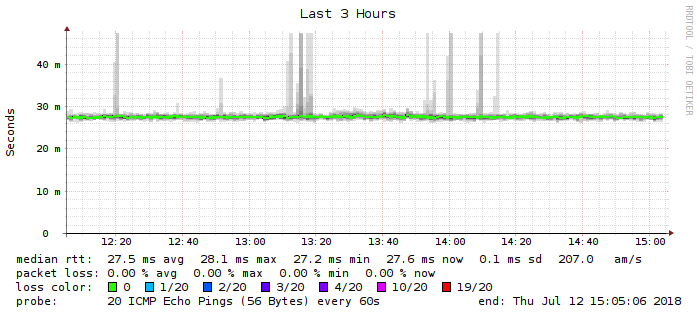 Last 3 Hours
RRDTOOL / TOBI OETIKER
Seconds
40 m
30 m
20 m
10 m
0
12:20 12:40 13:00 13:20 13:40 14:00 14:20 14:40 15:00
median rtt: 27.5 ms avg 28.1 ms max 27.2 ms min 27.6 ms now 0.1 ms sd 207.0 am/s
packet loss: 0.00 % avg 0.00 % max 0.00 % min 0.00 % now
loss color: 0 1/20 2/20 3/20 4/20 10/20 19/20
probe: 20 ICMP Echo Pings (56 Bytes) every 60s end: Thu Jul 12 15:05:06 2018